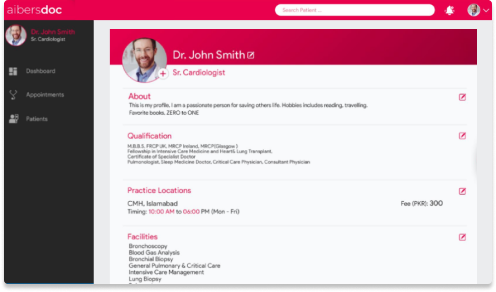 aibersdoc
Search Patient ...
Dr. John Smith
Sr. Cardiologist
Dashboard
Appointments
Patients
Dr. John Smith
Sr. Cardiologist
About
This is my profile, I am a passionate person for saving others life. Hobbies includes reading, travelling.
Favorite books, ZERO to ONE
Qualification
M.B.B.S, FRCP UK, MRCP Ireland, MRCP(Glasgow )
Fellowship in Intensive Care Medicine and Heart& Lung Transplant.
Certificate of Specialist Doctor
Pulmonologist, Sleep Medicine Doctor, Critical Care Physician, Consultant Physician
Practice Locations
CMH, Islamabad
Fee (PKR): 300
Timing: 10:00 AM to 06:00 PM (Mon - Fri)
Facilities
Bronchoscopy
Blood Gas Analysis
Bronchial Biopsy
General Pulmonary & Critical Care
Intensive Care Management
Lung Biopsy